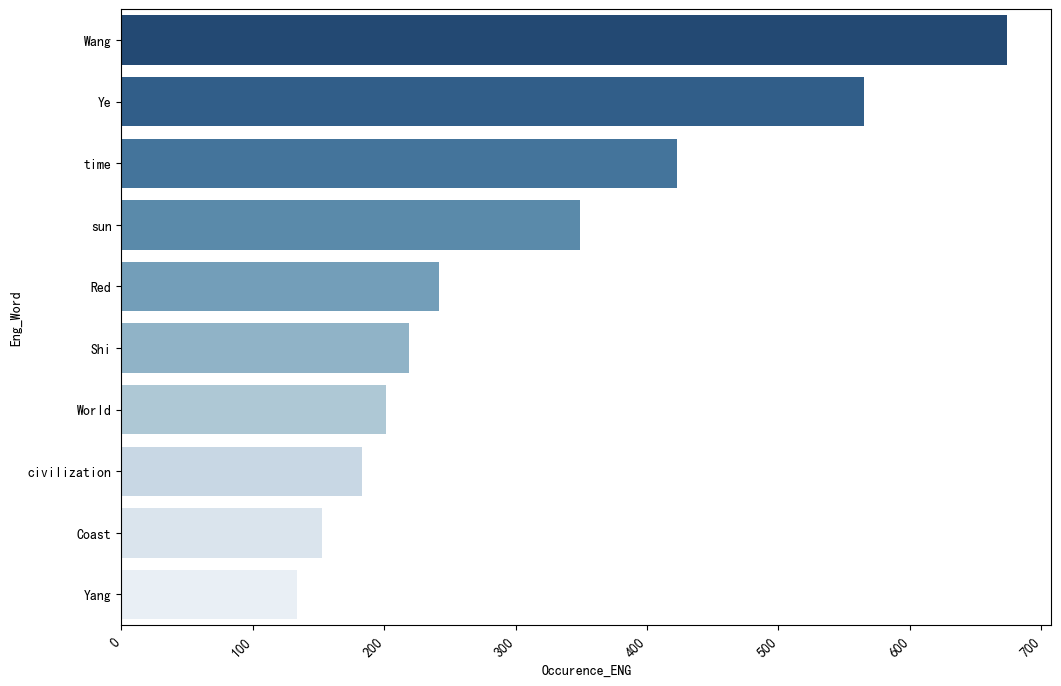 Wang
Ye
time
sun
Red
Shi
World
civilization
Coast
Yang
Eng_Word
0 100 200 300 400 500 600 700
Occurence_ENG